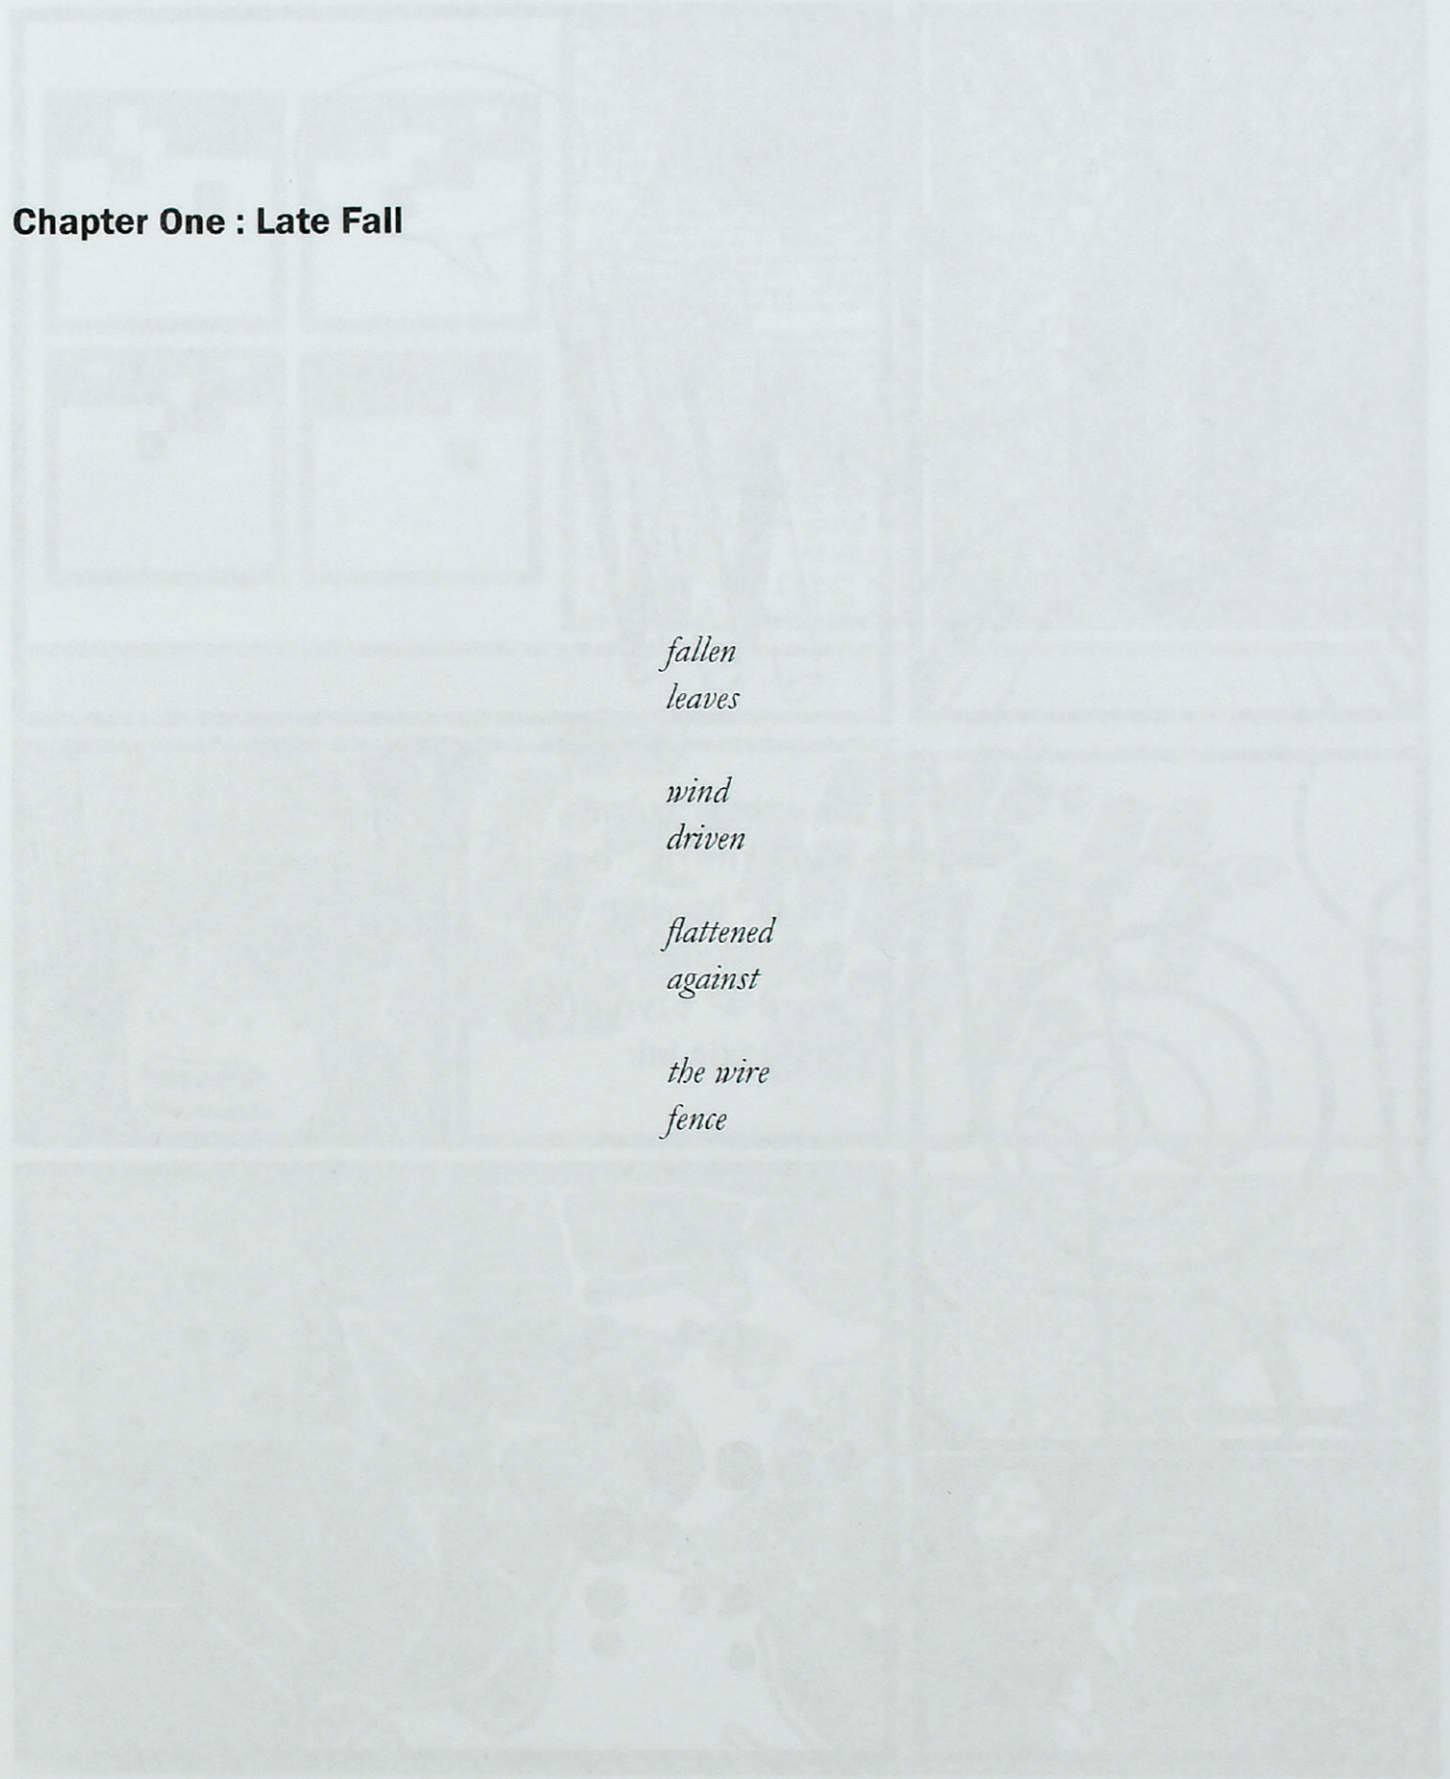 Chapter One : Late Fall
fallen
leaves
wind
driven
flattened
against
the wire
fence